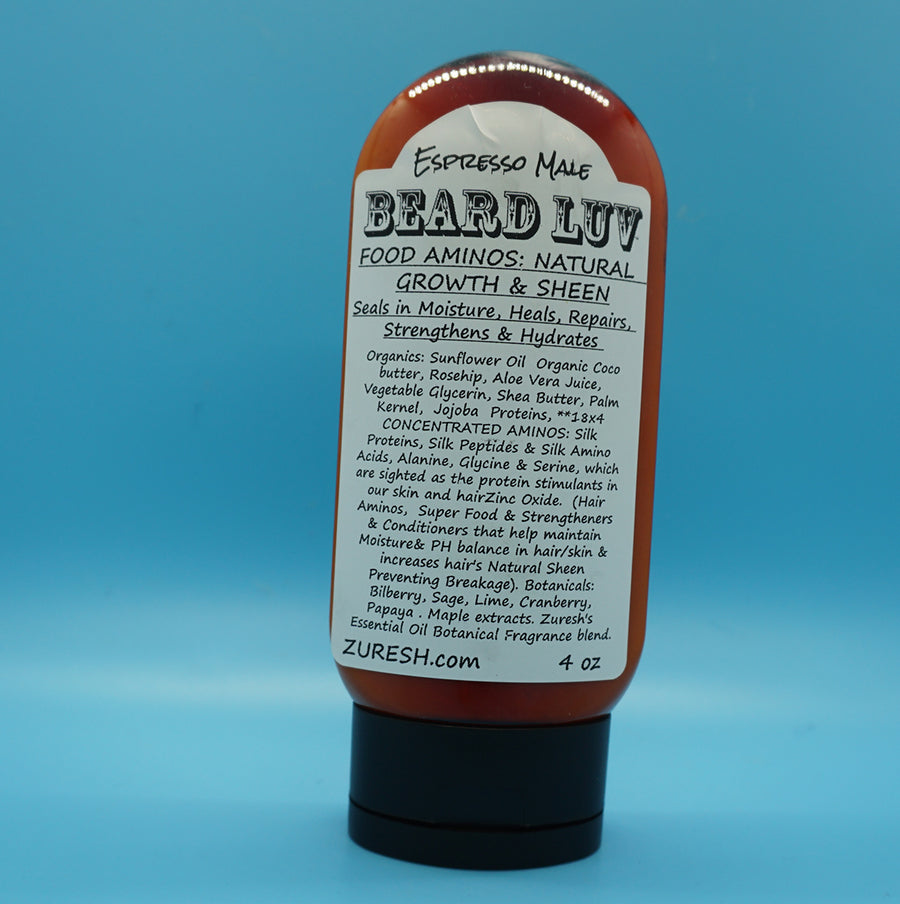 Espresso Male
BEARD LUV
FOOD AMINOS: NATURAL
GROWTH & SHEEN
Seals in Moisture, Heals, Repairs,
Strengthens & Hydrates
Organics: Sunflower Oil Organic Coco
butter, Rosehip, Aloe Vera Juice,
Vegetable Glycerin, Shea Butter, Palm
Kernel, Jojoba Proteins, **18x4
CONCENTRATED AMINOS: Silk
Proteins, Silk Peptides & Silk Amino
Acids, Alanine, Glycine & Serine, which
are sighted as the protein stimulants in
our skin and hairZinc Oxide. (Hair
Aminos, Super Food & Strengtheners
& Conditioners that help maintain
Moisture& PH balance in hair/skin &
increases hair's Natural Sheen
Preventing Breakage). Botanicals:
Bilberry, Sage, Lime, Cranberry,
Papaya . Maple extracts. Zuresh's
Essential Oil Botanical Fragrance blend.
ZURESH.com 4 oz